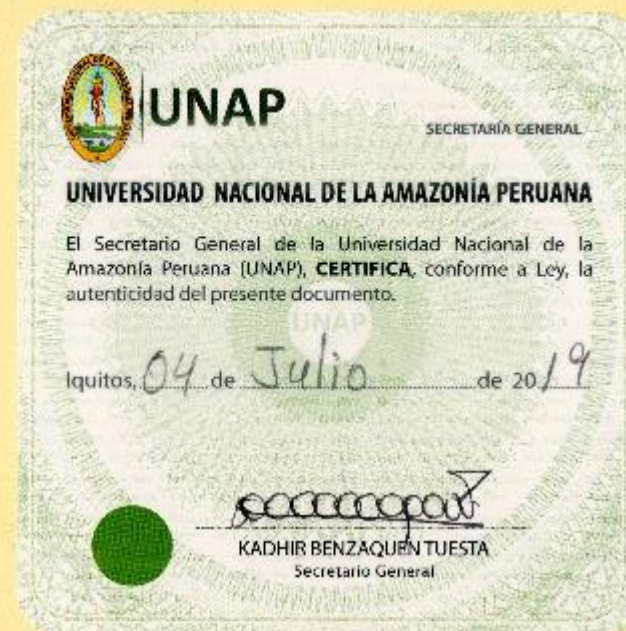 UNAP
SECRETARÍA GENERAL
UNIVERSIDAD NACIONAL DE LA AMAZONÍA PERUANA
El Secretario General de la Universidad Nacional de la
Amazonía Peruana (UNAP), CERTIFICA, conforme a Ley, la
autenticidad del presente documento.
UNAP
Iquitos, 04 de Julio de 2019
KADHIR BENZAQUEN TUESTA
Secretario General